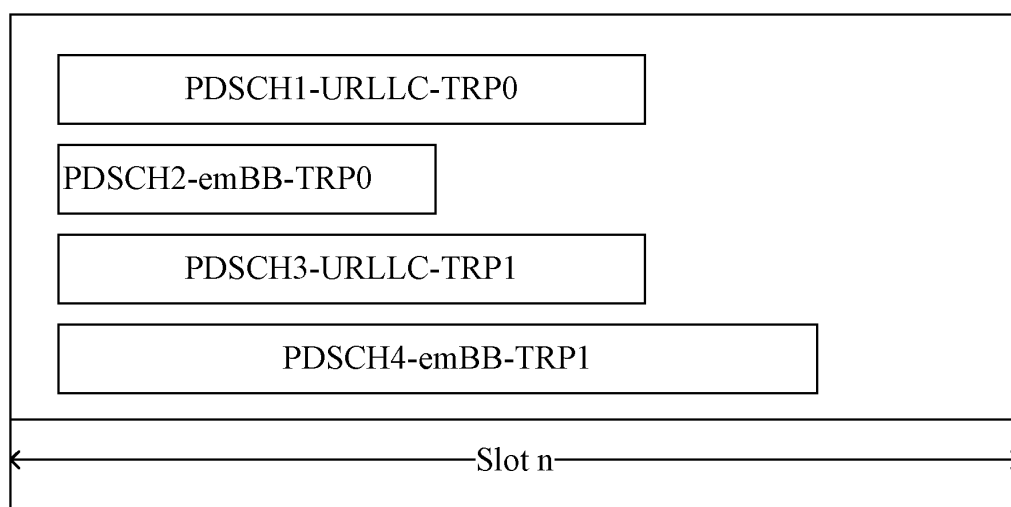 PDSCH1-URLLC-TRP0
PDSCH2-emBB-TRP0
PDSCH3-URLLC-TRP1
PDSCH4-emBB-TRP1
Slot n